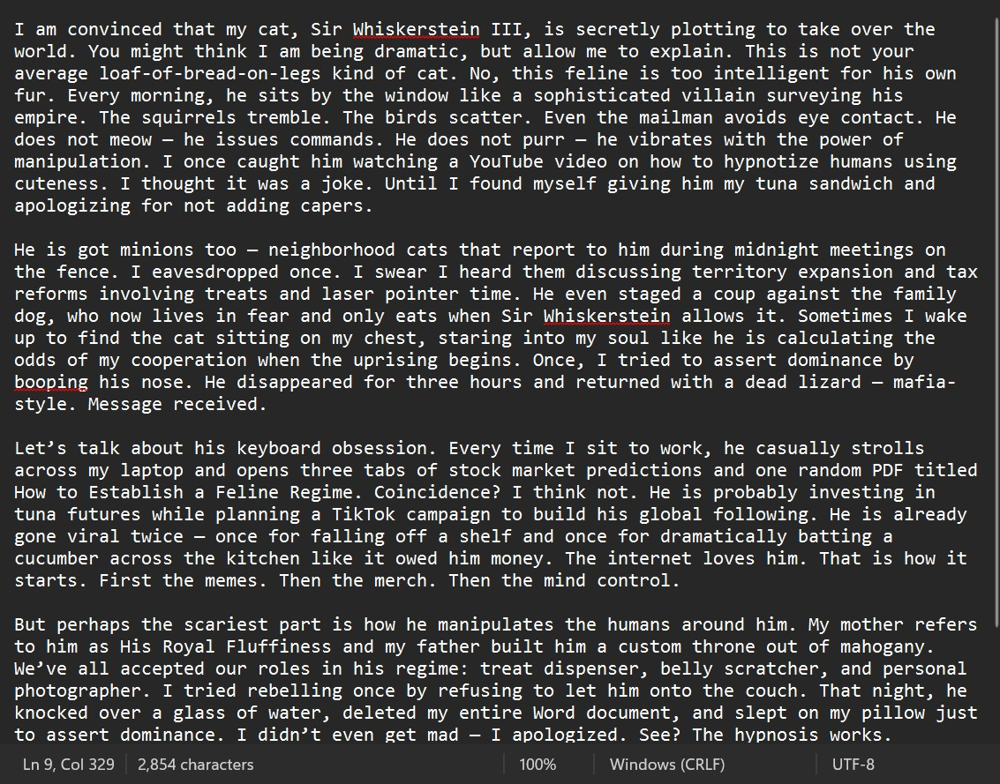 I am convinced that my cat, Sir Whiskerstein III, is secretly plotting to take over the
world. You might think I am being dramatic, but allow me to explain. This is not your
average loaf-of-bread-on-legs kind of cat. No, this feline is too intelligent for his own
fur. Every morning, he sits by the window like a sophisticated villain surveying his
empire. The squirrels tremble. The birds scatter. Even the mailman avoids eye contact. He
does not meow — he issues commands. He does not purr — he vibrates with the power of
manipulation. I once caught him watching a YouTube video on how to hypnotize humans using
cuteness. I thought it was a joke. Until I found myself giving him my tuna sandwich and
apologizing for not adding capers.

He is got minions too — neighborhood cats that report to him during midnight meetings on
the fence. I eavesdropped once. I swear I heard them discussing territory expansion and tax
reforms involving treats and laser pointer time. He even staged a coup against the family
dog, who now lives in fear and only eats when Sir Whiskerstein allows it. Sometimes I wake
up to find the cat sitting on my chest, staring into my soul like he is calculating the
odds of my cooperation when the uprising begins. Once, I tried to assert dominance by
booping his nose. He disappeared for three hours and returned with a dead lizard — mafia-
style. Message received.

Let’s talk about his keyboard obsession. Every time I sit to work, he casually strolls
across my laptop and opens three tabs of stock market predictions and one random PDF titled
How to Establish a Feline Regime. Coincidence? I think not. He is probably investing in
tuna futures while planning a TikTok campaign to build his global following. He is already
gone viral twice — once for falling off a shelf and once for dramatically batting a
cucumber across the kitchen like it owed him money. The internet loves him. That is how it
starts. First the memes. Then the merch. Then the mind control.

But perhaps the scariest part is how he manipulates the humans around him. My mother refers
to him as His Royal Fluffiness and my father built him a custom throne out of mahogany.
We’ve all accepted our roles in his regime: treat dispenser, belly scratcher, and personal
photographer. I tried rebelling once by refusing to let him onto the couch. That night, he
knocked over a glass of water, deleted my entire Word document, and slept on my pillow just
to assert dominance. I didn’t even get mad — I apologized. See? The hypnosis works.
Ln 9, Col 329 2,854 characters 100% Windows (CRLF) UTF-8